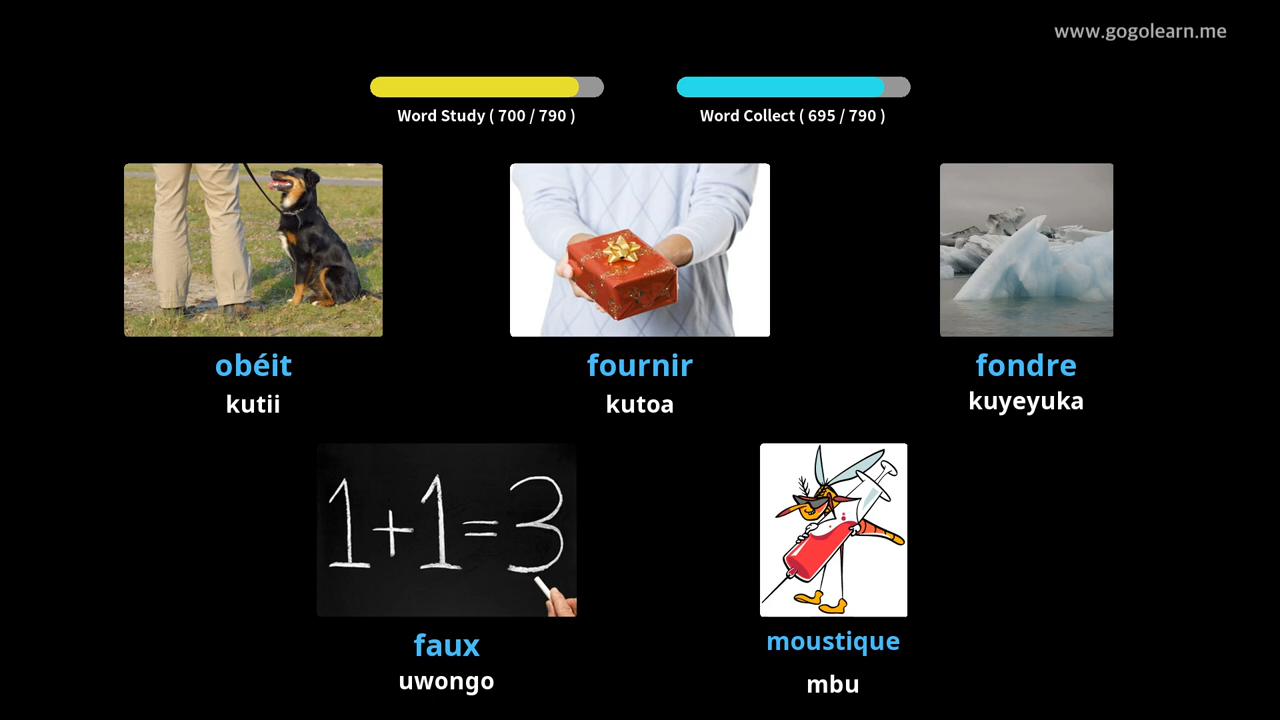 www.gogolearn.me
Word Study ( 700 / 790 )
Word Collect ( 695 / 790 )
obéit
kutii
fournir
kutoa
fondre
kuyeyuka
1+1=3
faux
uwongo
moustique
mbu